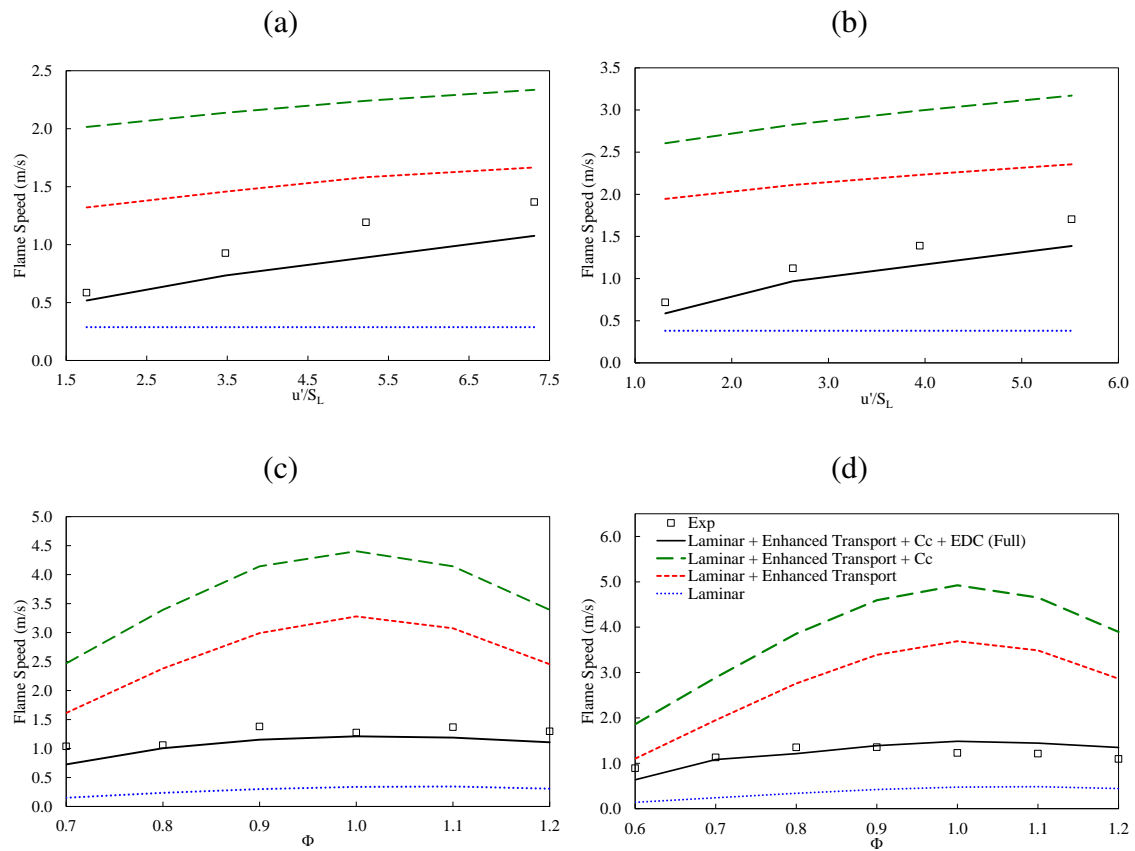 (a)
2.5
2.0
1.5
1.0
0.5
0.0
Flame Speed (m/s)
1.5 2.5 3.5 4.5 5.5 6.5 7.5
u'/S_L
(b)
3.5
3.0
2.5
2.0
1.5
1.0
0.5
0.0
Flame Speed (m/s)
1.0 2.0 3.0 4.0 5.0 6.0
u'/S_L
(c)
5.0
4.5
4.0
3.5
3.0
2.5
2.0
1.5
1.0
0.5
0.0
Flame Speed (m/s)
0.7 0.8 0.9 1.0 1.1 1.2
Φ
(d)
6.0
5.0
4.0
3.0
2.0
1.0
0.0
Flame Speed (m/s)
Exp
Laminar + Enhanced Transport + Cc + EDC (Full)
Laminar + Enhanced Transport + Cc
Laminar + Enhanced Transport
Laminar
0.6 0.7 0.8 0.9 1.0 1.1 1.2
Φ